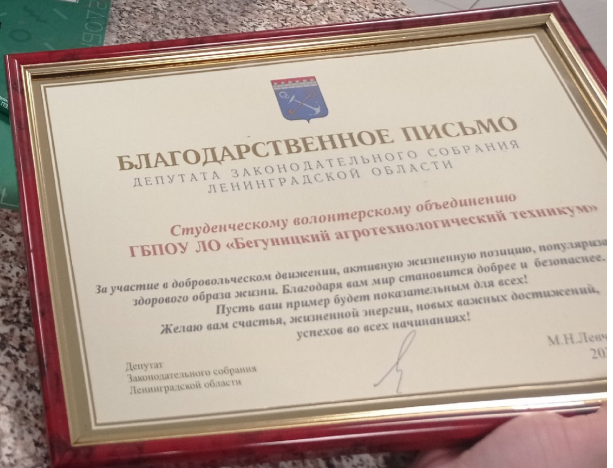 БЛАГОДАРСТВЕННОЕ ПИСЬМО
ДЕПУТАТА ЗАКОНОДАТЕЛЬНОГО СОБРАНИЯ
ЛЕНИНГРАДСКОЙ ОБЛАСТИ
Студенческому волонтерскому объединению
ГБПОУ ЛО «Бегуницкий агротехнологический техникум»
За участие в добровольческом движении, активную жизненную позицию,
здорового образа жизни. Благодаря вам мир становится добрее и безопаснее.
Пусть ваш пример будет показательным для всех!
Желаю вам счастья, жизненной энергии, новых важных достижений,
успехов во всех начинаниях!
Депутат
Законодательного собрания
Ленинградской области
М.Н.Левч